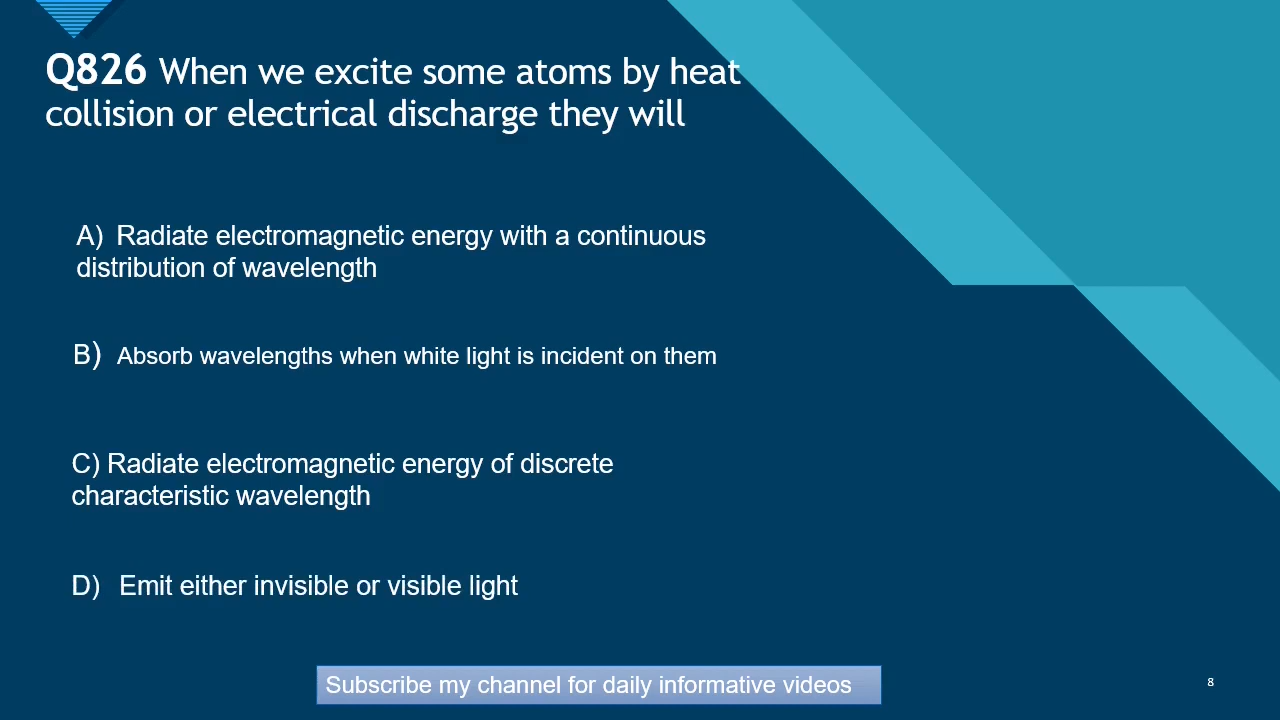 Q826 When we excite some atoms by heat
collision or electrical discharge they will
A) Radiate electromagnetic energy with a continuous
distribution of wavelength
B) Absorb wavelengths when white light is incident on them
C) Radiate electromagnetic energy of discrete
characteristic wavelength
D) Emit either invisible or visible light
Subscribe my channel for daily informative videos
8